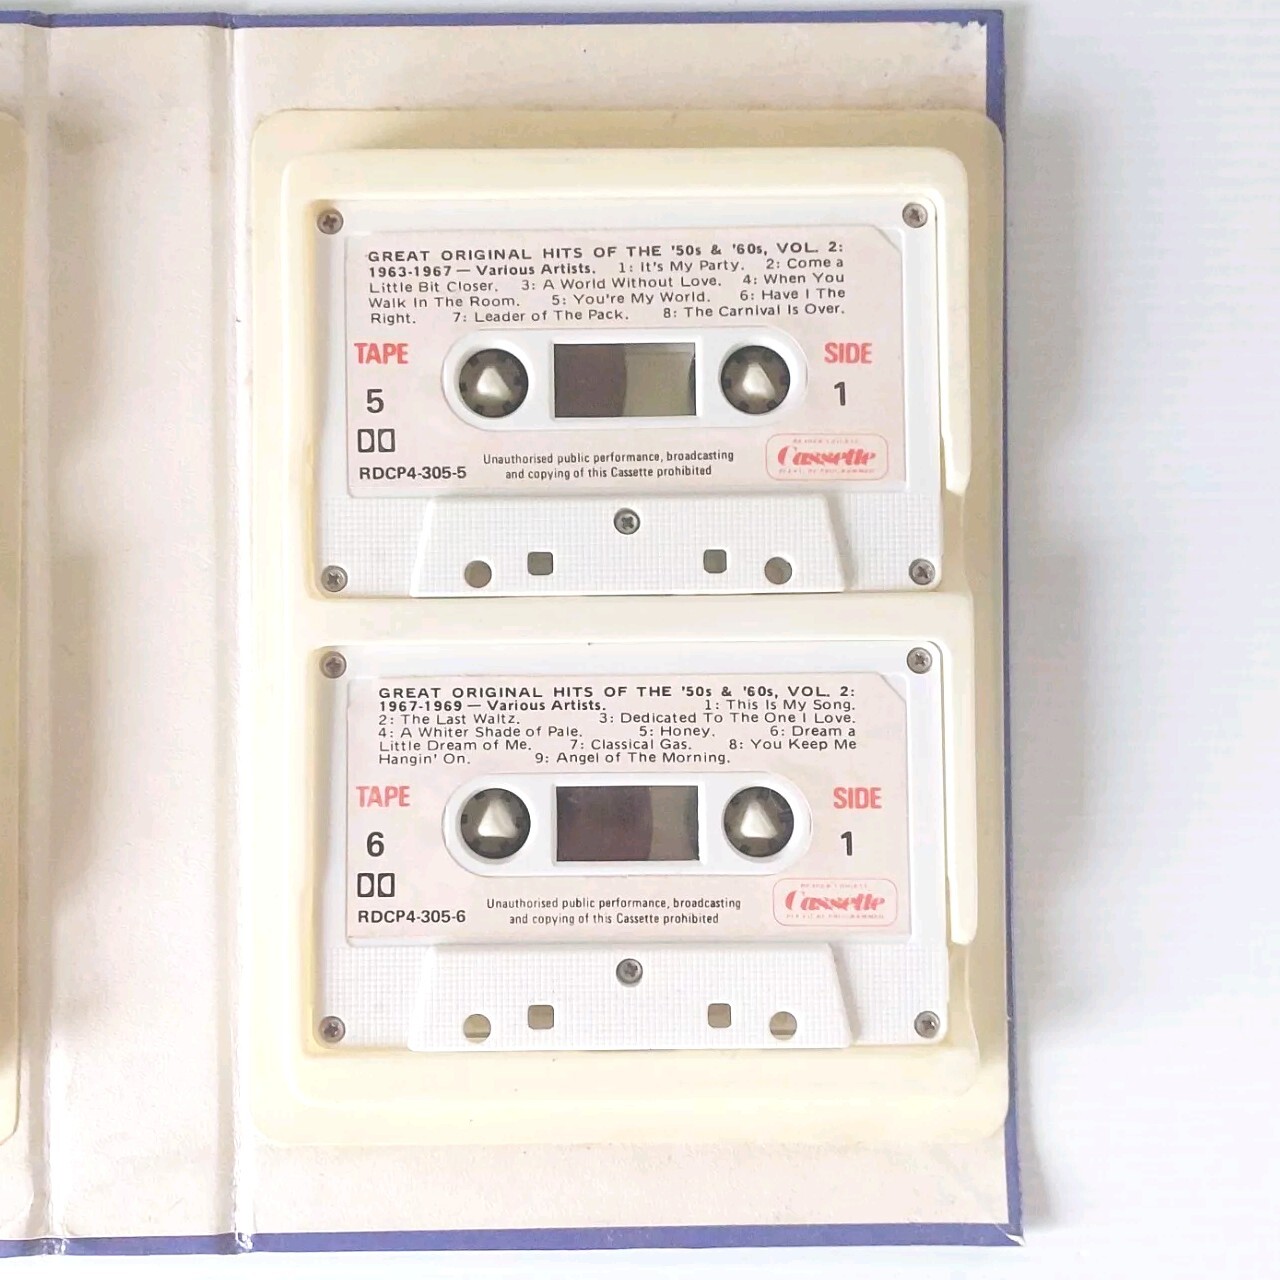 GREAT ORIGINAL HITS OF THE '50s & '60s, VOL. 2:
1963-1967 — Various Artists. 1: It's My Party. 2: Come a
Little Bit Closer. 3: A World Without Love. 4: When You
Walk In The Room. 5: You're My World. 6: Have I The
Right. 7: Leader of The Pack. 8: The Carnival Is Over.
TAPE SIDE
5 1
RDCP4-305-5
Unauthorised public performance, broadcasting
and copying of this Cassette prohibited
Cassette
GREAT ORIGINAL HITS OF THE '50s & '60s, VOL. 2:
1967-1969 — Various Artists. 1: This Is My Song.
2: The Last Waltz. 3: Dedicated To The One I Love.
4: A Whiter Shade of Pale. 5: Honey. 6: Dream a
Little Dream of Me. 7: Classical Gas. 8: You Keep Me
Hangin' On. 9: Angel of The Morning.
TAPE SIDE
6 1
RDCP4-305-6
Unauthorised public performance, broadcasting
and copying of this Cassette prohibited
Cassette